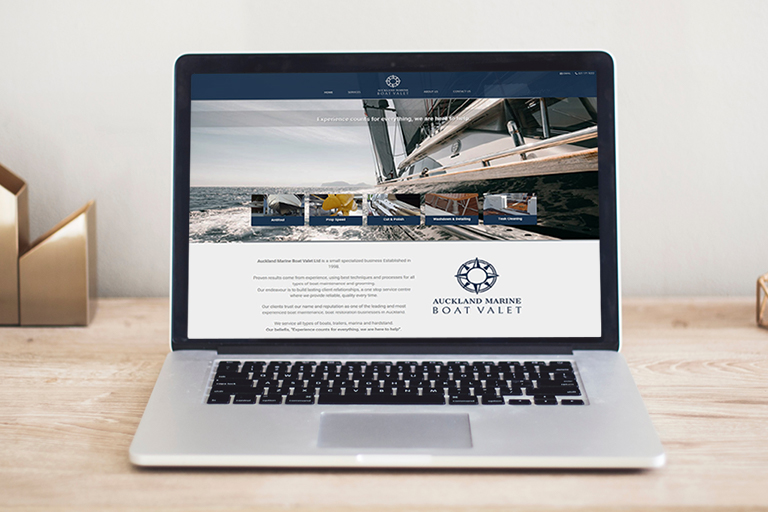 HOME
SERVICES
AUCKLAND MARINE
BOAT VALET
ABOUT US
CONTACT US
Experience counts for everything, we are here to help.
Antifoul
Prop Speed
Cut & Polish
Washdown & Detailing
Teak Cleaning
Auckland Marine Boat Valet Ltd is a small specialized business Established in
1998.
Proven results come from experience, using best techniques and processes for all
types of boat maintenance and grooming.
Our endeavour is to build lasting client relationships, a one stop service centre
where we provide reliable, quality every time.
Our clients trust our name and reputation as one of the leading and most
experienced boat maintenance, boat restoration businesses in Auckland.
We service all types of boats, trailers, marine and hardstand.
Our beliefs, "Experience counts for everything, we are here to help"
AUCKLAND MARINE
BOAT VALET